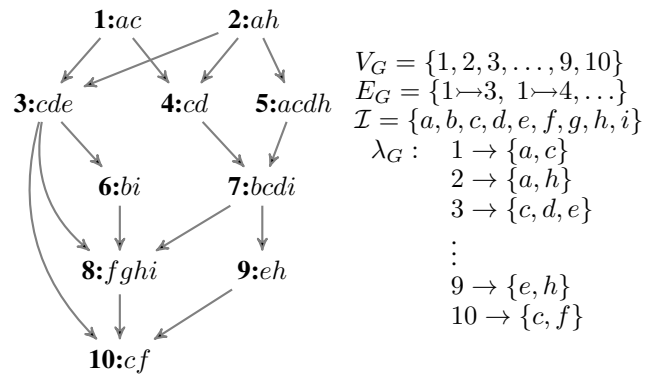 1:ac 2:ah
3:cde 4:cd 5:acdh
6:bi 7:bcdi
8:fghi 9:eh
10:cf
V_G = {1, 2, 3, . . . , 9, 10}
E_G = {1↣3, 1↣4, . . .}
ℐ = {a, b, c, d, e, f, g, h, i}
λ_G : 1 → {a, c}
2 → {a, h}
3 → {c, d, e}
⋮
9 → {e, h}
10 → {c, f}